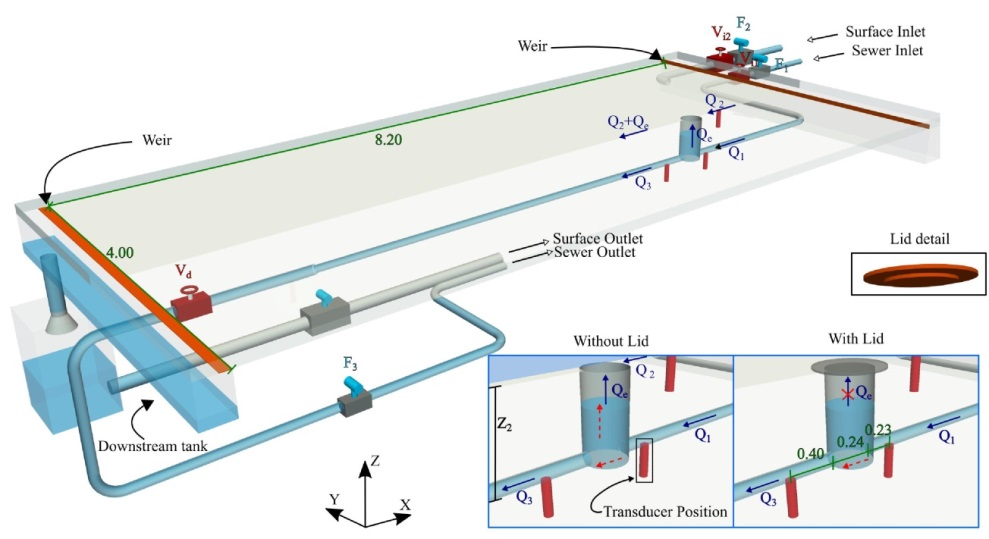 F₂
V_i2
Surface Inlet
Weir
Sewer Inlet
F₁
Q₂
Q₂+Qₑ
Qₑ
8.20
Q₁
Weir
Q₃
4.00
Surface Outlet
Sewer Outlet
V_d
Lid detail
Without Lid
With Lid
F₃
Q₂
Qₑ
Qₑ
Z₂
Q₁
Q₁
0.23
0.24
0.40
Downstream tank
Z
Y
X
Q₃
Q₃
Transducer Position